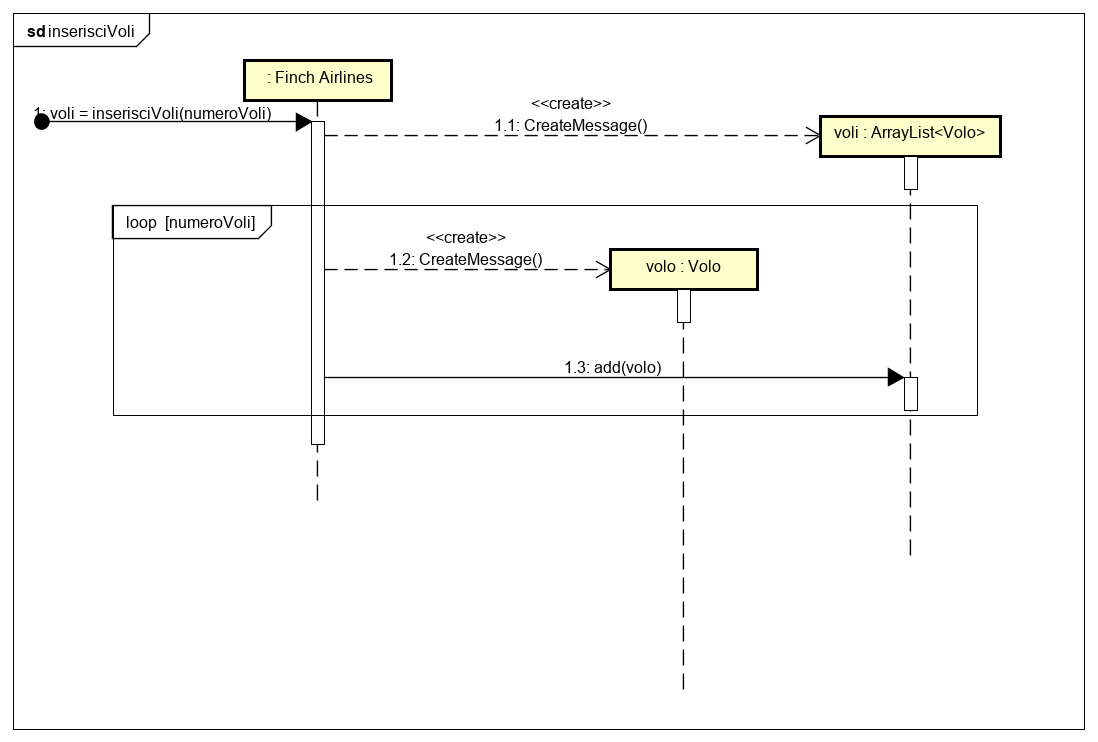 sd inserisciVoli
: Finch Airlines
1: voli = inserisciVoli(numeroVoli)
<<create>>
1.1: CreateMessage()
voli : ArrayList<Volo>
loop [numeroVoli]
<<create>>
1.2: CreateMessage()
volo : Volo
1.3: add(volo)